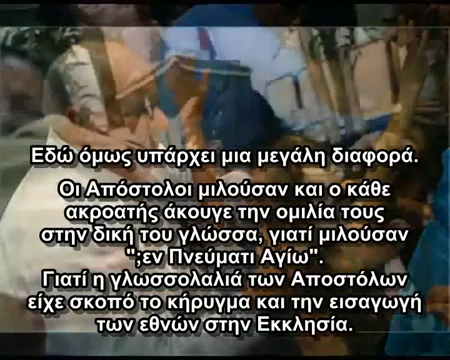 Εδώ όμως υπάρχει μια μεγάλη διαφορά.
Οι Απόστολοι μιλούσαν και ο κάθε
ακροατής άκουγε την ομιλία τους
στην δική του γλώσσα, γιατί μιλούσαν
";εν Πνεύματι Αγίω".
Γιατί η γλωσσολαλιά των Αποστόλων
είχε σκοπό το κήρυγμα και την εισαγωγή
των εθνών στην Εκκλησία.